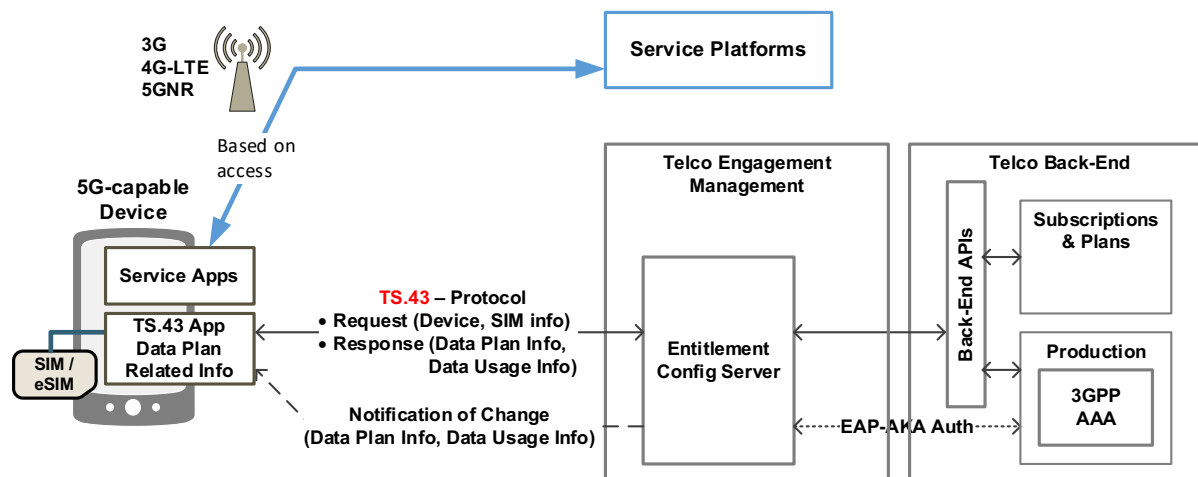 3G
4G-LTE
5GNR
Service Platforms
Based on
access
5G-capable
Device
Service Apps
TS.43 App
Data Plan
Related Info
SIM /
eSIM
TS.43 – Protocol
• Request (Device, SIM info)
• Response (Data Plan Info,
Data Usage Info)
Notification of Change
(Data Plan Info, Data Usage Info)
Telco Engagement
Management
Entitlement
Config Server
EAP-AKA Auth
Telco Back-End
Back-End APIs
Subscriptions
& Plans
Production
3GPP
AAA